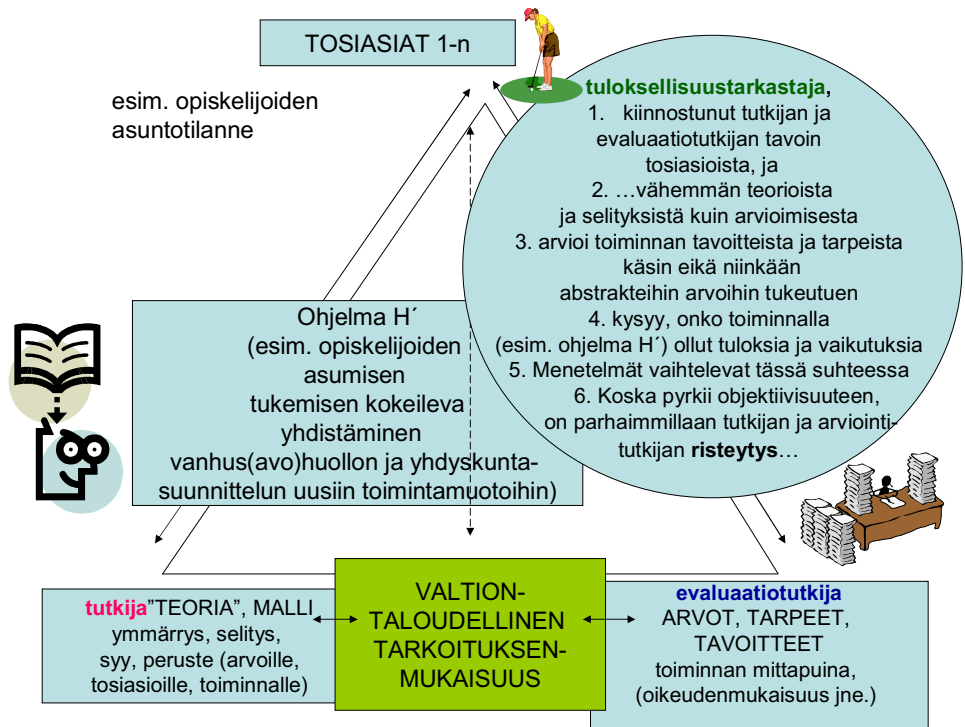 TOSIASIAT 1-n
esim. opiskelijoiden
asuntotilanne
tuloksellisuustarkastaja,
1. kiinnostunut tutkijan ja
evaluaatiotutkijan tavoin
tosiasioista, ja
2. …vähemmän teorioista
ja selityksistä kuin arvioimisesta
3. arvioi toiminnan tavoitteista ja tarpeista
käsin eikä niinkään
abstrakteihin arvoihin tukeutuen
4. kysyy, onko toiminnalla
(esim. ohjelma H´) ollut tuloksia ja vaikutuksia
5. Menetelmät vaihtelevat tässä suhteessa
6. Koska pyrkii objektiivisuuteen,
on parhaimmillaan tutkijan ja arviointi-
tutkijan risteytys…
Ohjelma H´
(esim. opiskelijoiden
asumisen
tukemisen kokeileva
yhdistäminen
vanhus(avo)huollon ja yhdyskunta-
suunnittelun uusiin toimintamuotoihin)
tutkija"TEORIA", MALLI
ymmärrys, selitys,
syy, peruste (arvoille,
tosiasioille, toiminnalle)
VALTION-
TALOUDELLINEN
TARKOITUKSEN-
MUKAISUUS
evaluaatiotutkija
ARVOT, TARPEET,
TAVOITTEET
toiminnan mittapuina,
(oikeudenmukaisuus jne.)